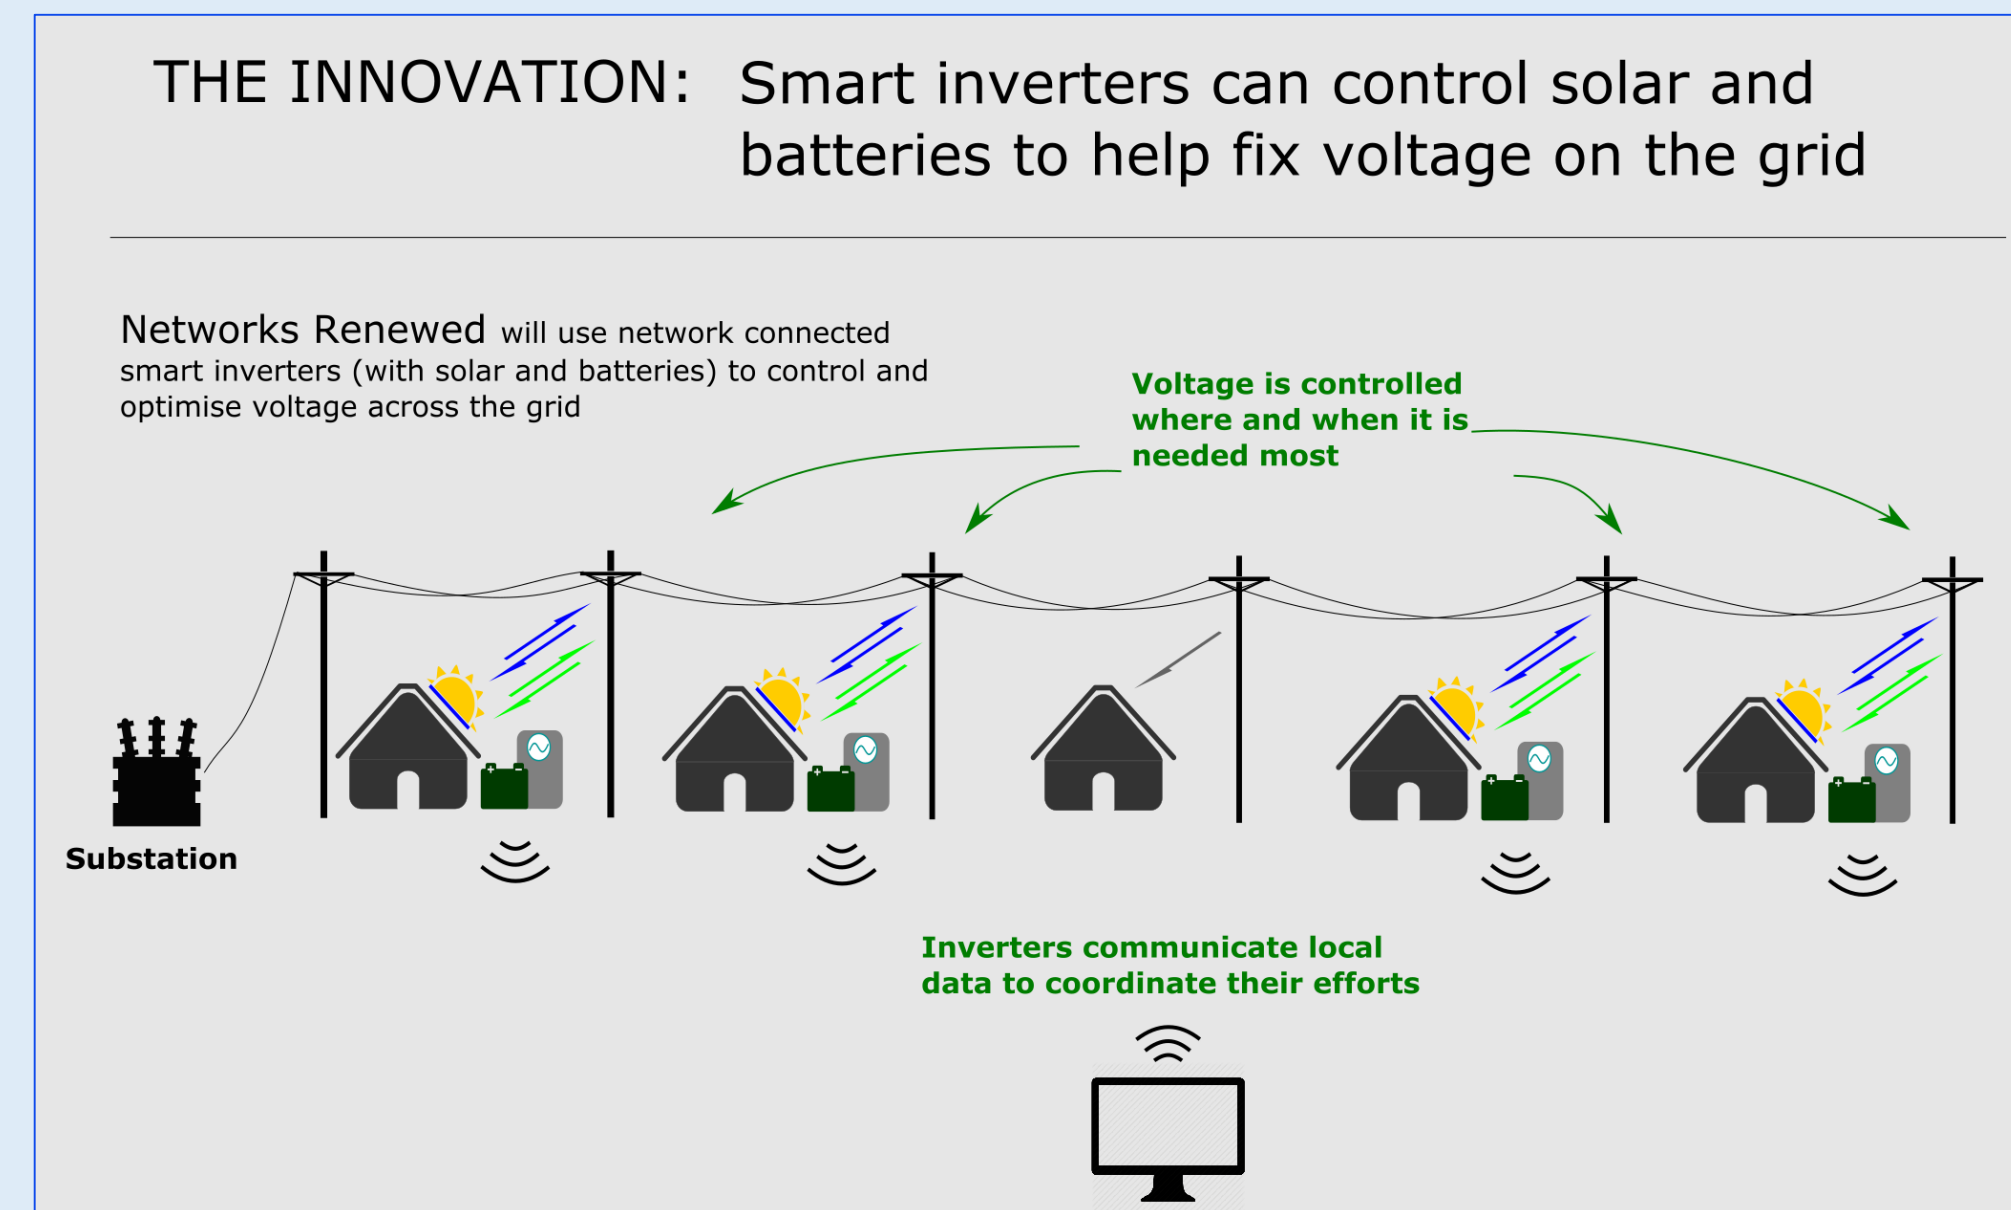 THE INNOVATION: Smart inverters can control solar and
batteries to help fix voltage on the grid
Networks Renewed will use network connected
smart inverters (with solar and batteries) to control and
optimise voltage across the grid
Voltage is controlled
where and when it is
needed most
Substation
Inverters communicate local
data to coordinate their efforts